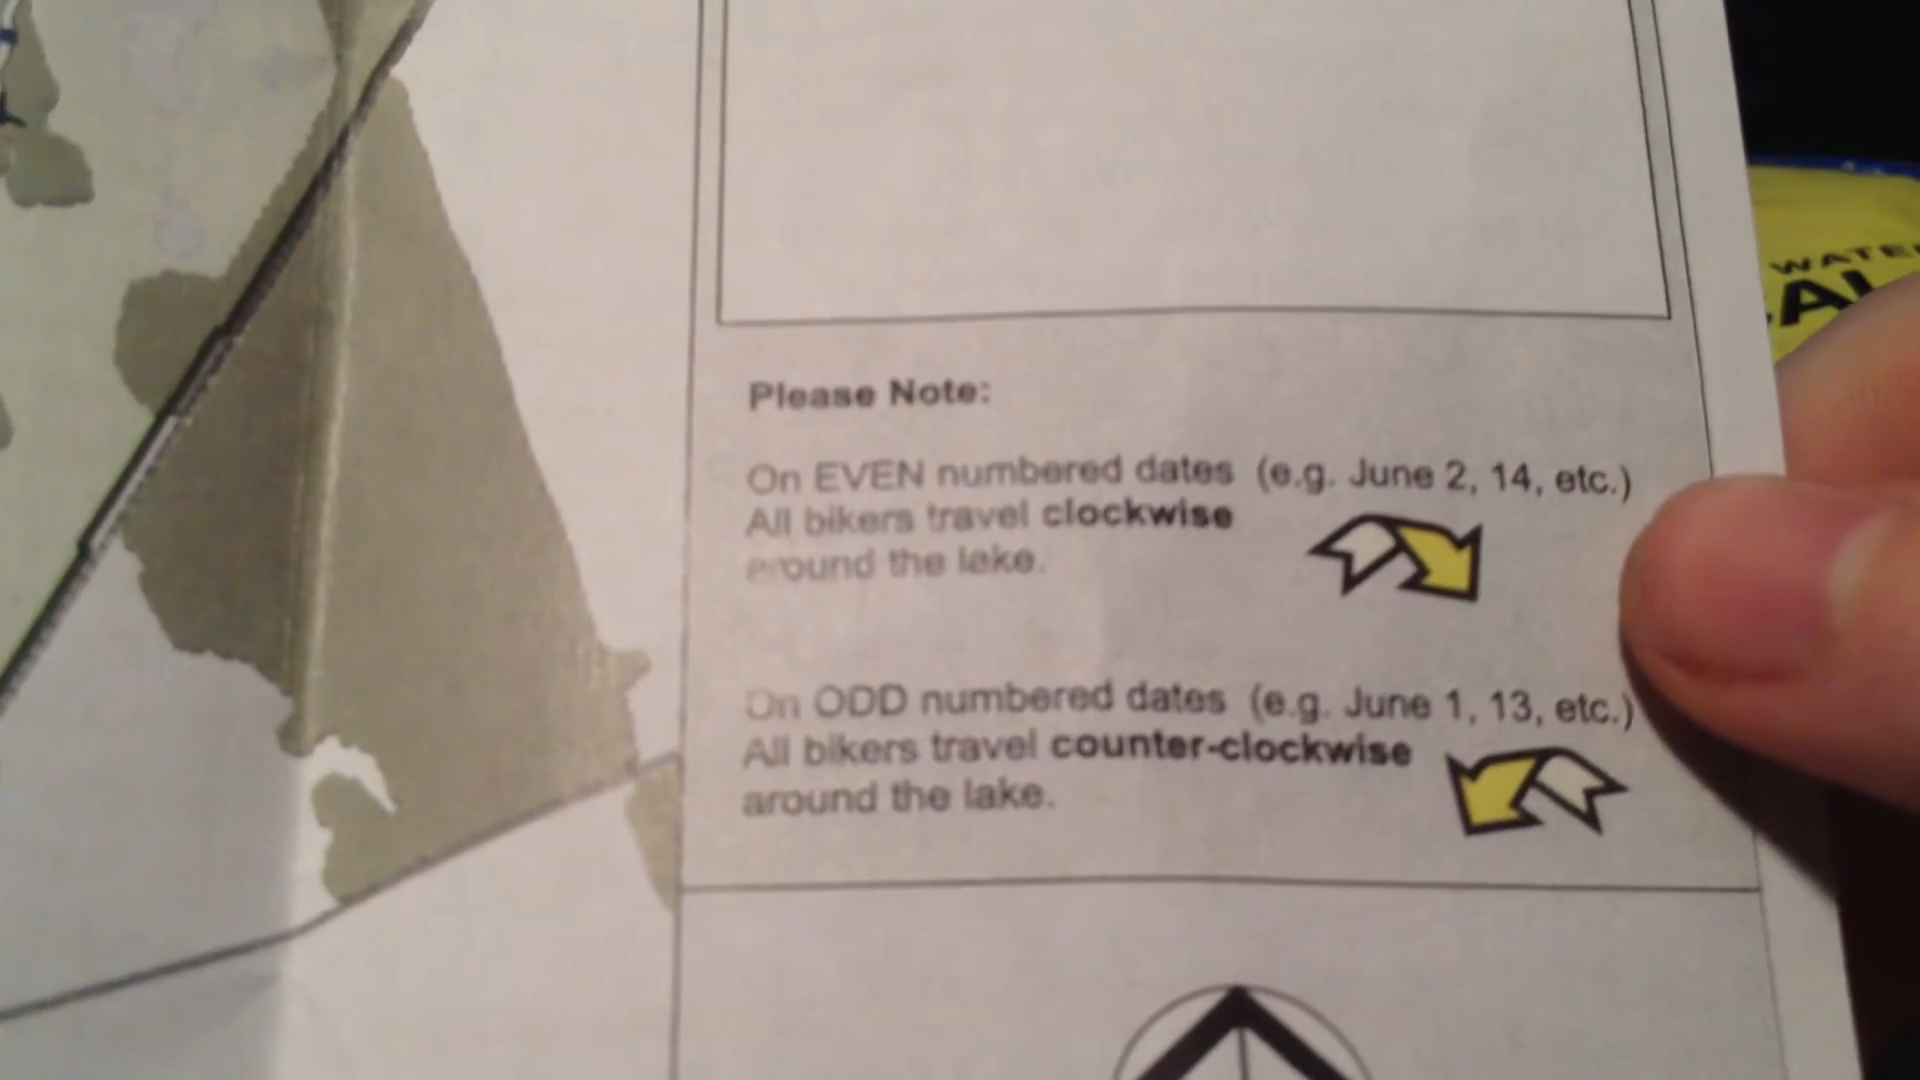 Please Note:
On EVEN numbered dates (e.g. June 2, 14, etc.)
All bikers travel clockwise
around the lake.
On ODD numbered dates (e.g. June 1, 13, etc.)
All bikers travel counter-clockwise
around the lake.